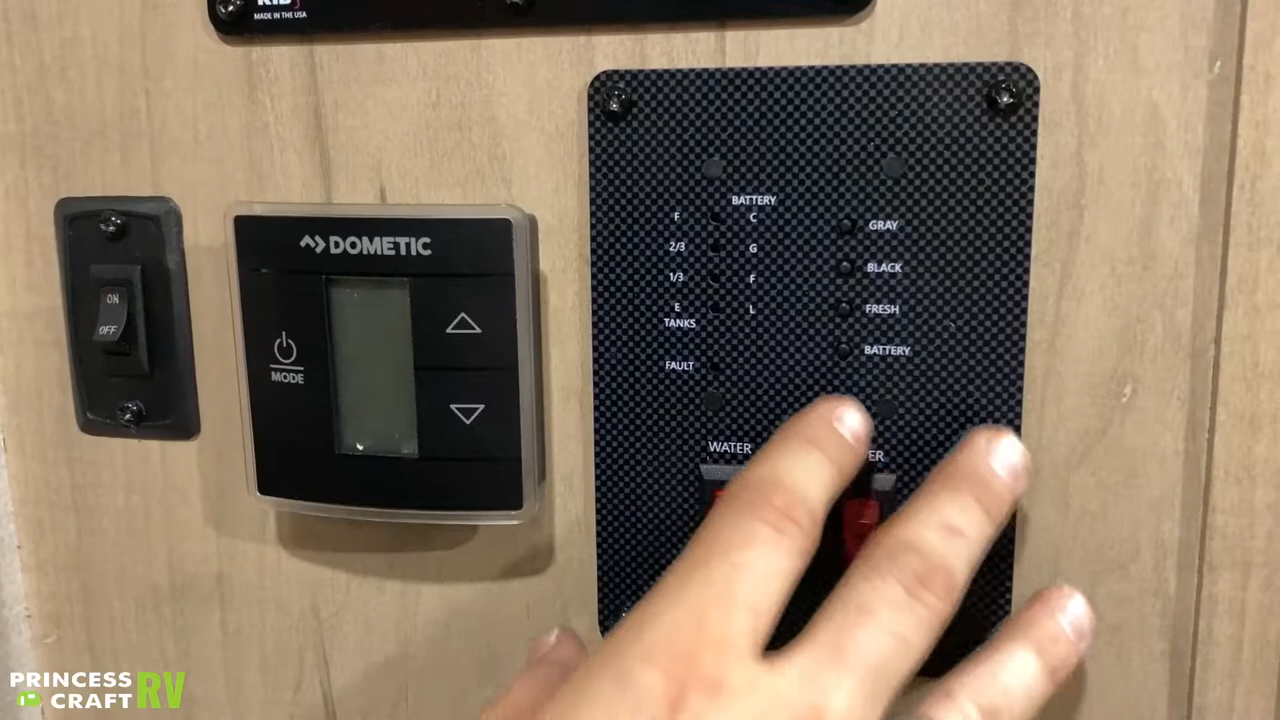 MADE IN THE USA
ON
OFF
DOMETIC
MODE
BATTERY
F C
2/3 G
1/3 F
E L
TANKS
FAULT
GRAY
BLACK
FRESH
BATTERY
WATER
ER
PRINCESS
CRAFT RV